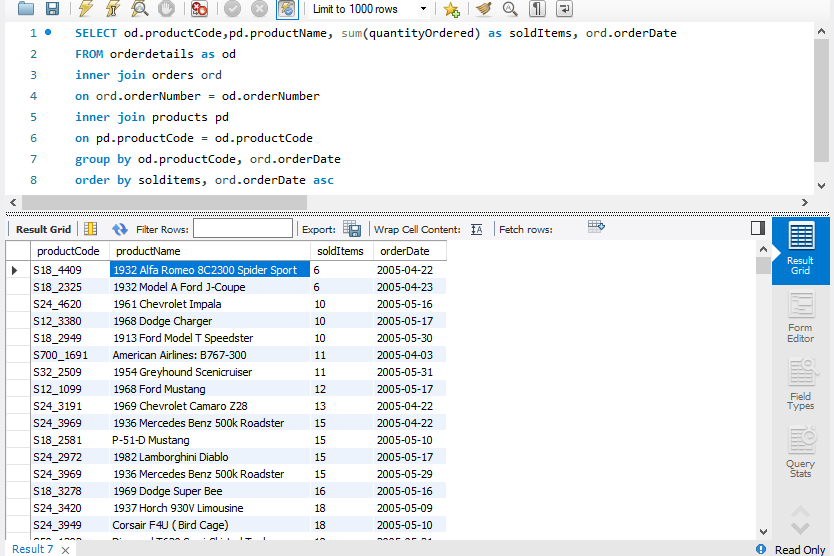 Limit to 1000 rows
1 SELECT od.productCode,pd.productName, sum(quantityOrdered) as soldItems, ord.orderDate
2 FROM orderdetails as od
3 inner join orders ord
4 on ord.orderNumber = od.orderNumber
5 inner join products pd
6 on pd.productCode = od.productCode
7 group by od.productCode, ord.orderDate
8 order by solditems, ord.orderDate asc
Result Grid Filter Rows: Export: Wrap Cell Content: IA Fetch rows:
productCode productName soldItems orderDate
S18_4409 1932 Alfa Romeo 8C2300 Spider Sport 6 2005-04-22
S18_2325 1932 Model A Ford J-Coupe 6 2005-04-23
S24_4620 1961 Chevrolet Impala 10 2005-05-16
S12_3380 1968 Dodge Charger 10 2005-05-17
S18_2949 1913 Ford Model T Speedster 10 2005-05-30
S700_1691 American Airlines: B767-300 11 2005-04-03
S32_2509 1954 Greyhound Scenicruiser 11 2005-05-31
S12_1099 1968 Ford Mustang 12 2005-05-17
S24_3191 1969 Chevrolet Camaro Z28 13 2005-04-22
S24_3969 1936 Mercedes Benz 500k Roadster 15 2005-04-22
S18_2581 P-51-D Mustang 15 2005-05-10
S24_2972 1982 Lamborghini Diablo 15 2005-05-17
S24_3969 1936 Mercedes Benz 500k Roadster 15 2005-05-29
S18_3278 1969 Dodge Super Bee 16 2005-05-16
S24_3420 1937 Horch 930V Limousine 18 2005-05-09
S24_3949 Corsair F4U ( Bird Cage) 18 2005-05-10
Result
Grid
Form
Editor
Field
Types
Query
Stats
Result 7
Read Only